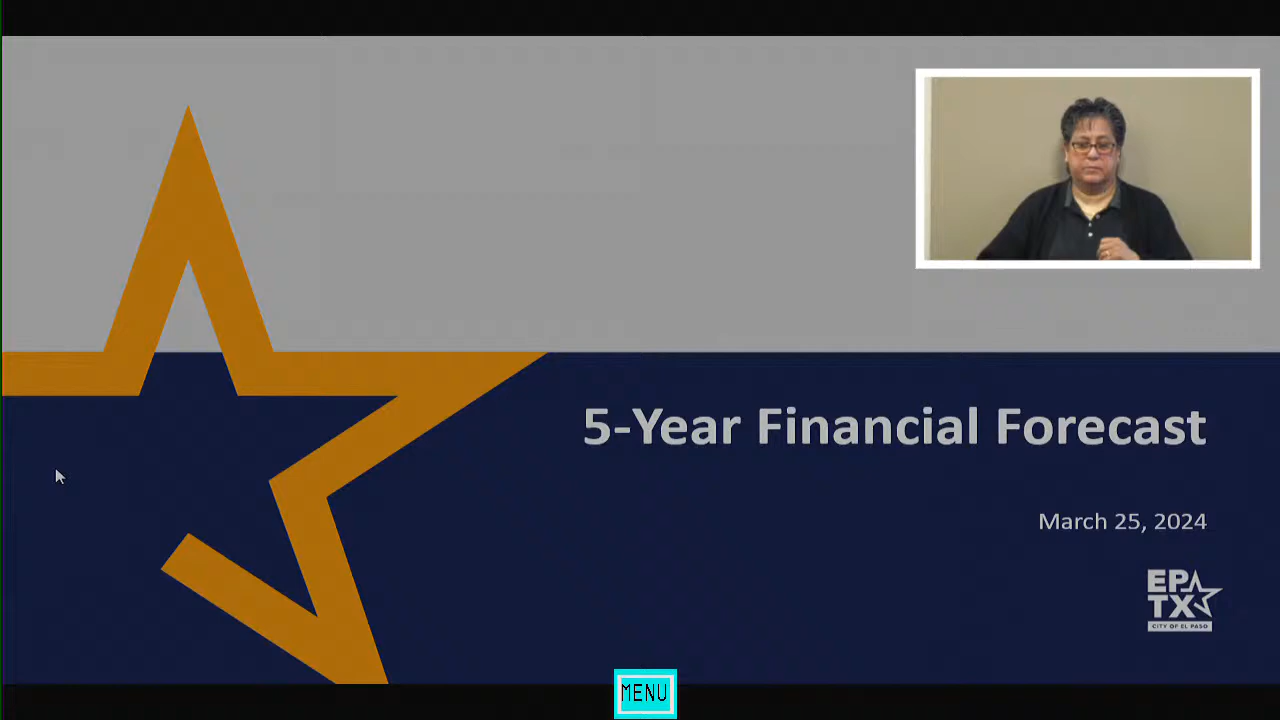 5-Year Financial Forecast
March 25, 2024
EP
TX
CITY OF EL PASO
MENU